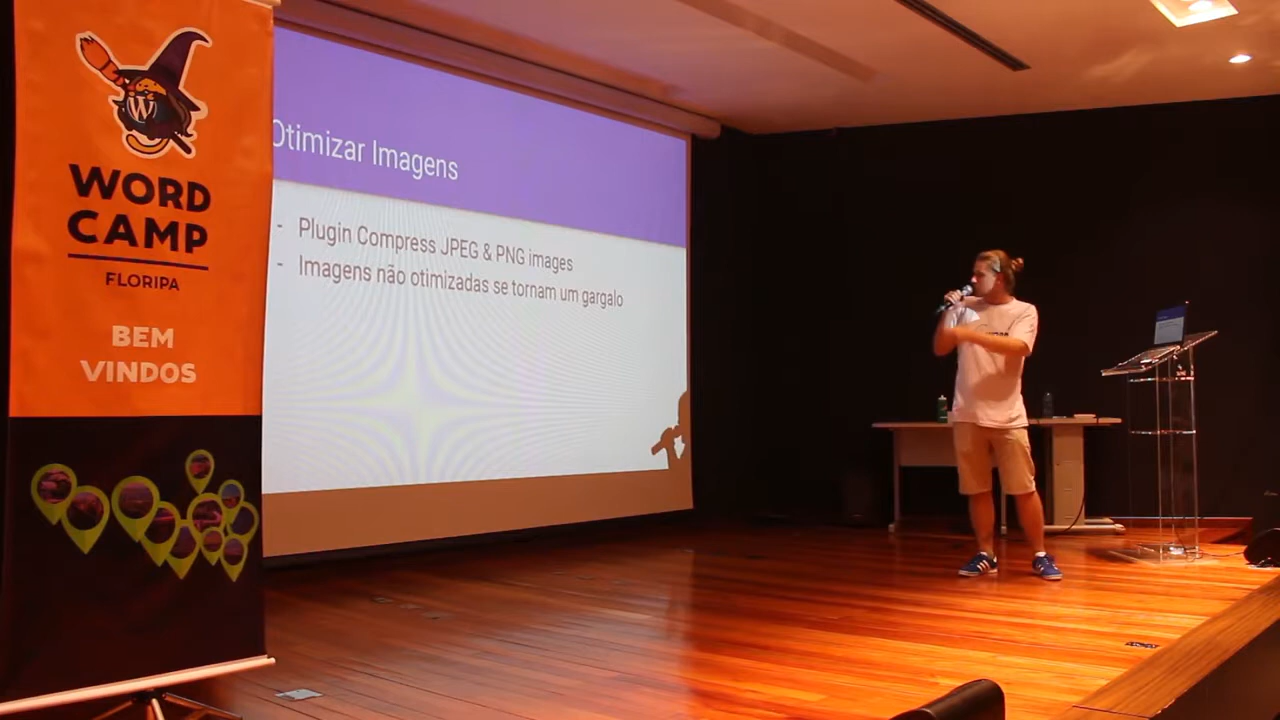 WORD
CAMP
FLORIPA
BEM
VINDOS
Otimizar Imagens
- Plugin Compress JPEG & PNG images
- Imagens não otimizadas se tornam um gargalo